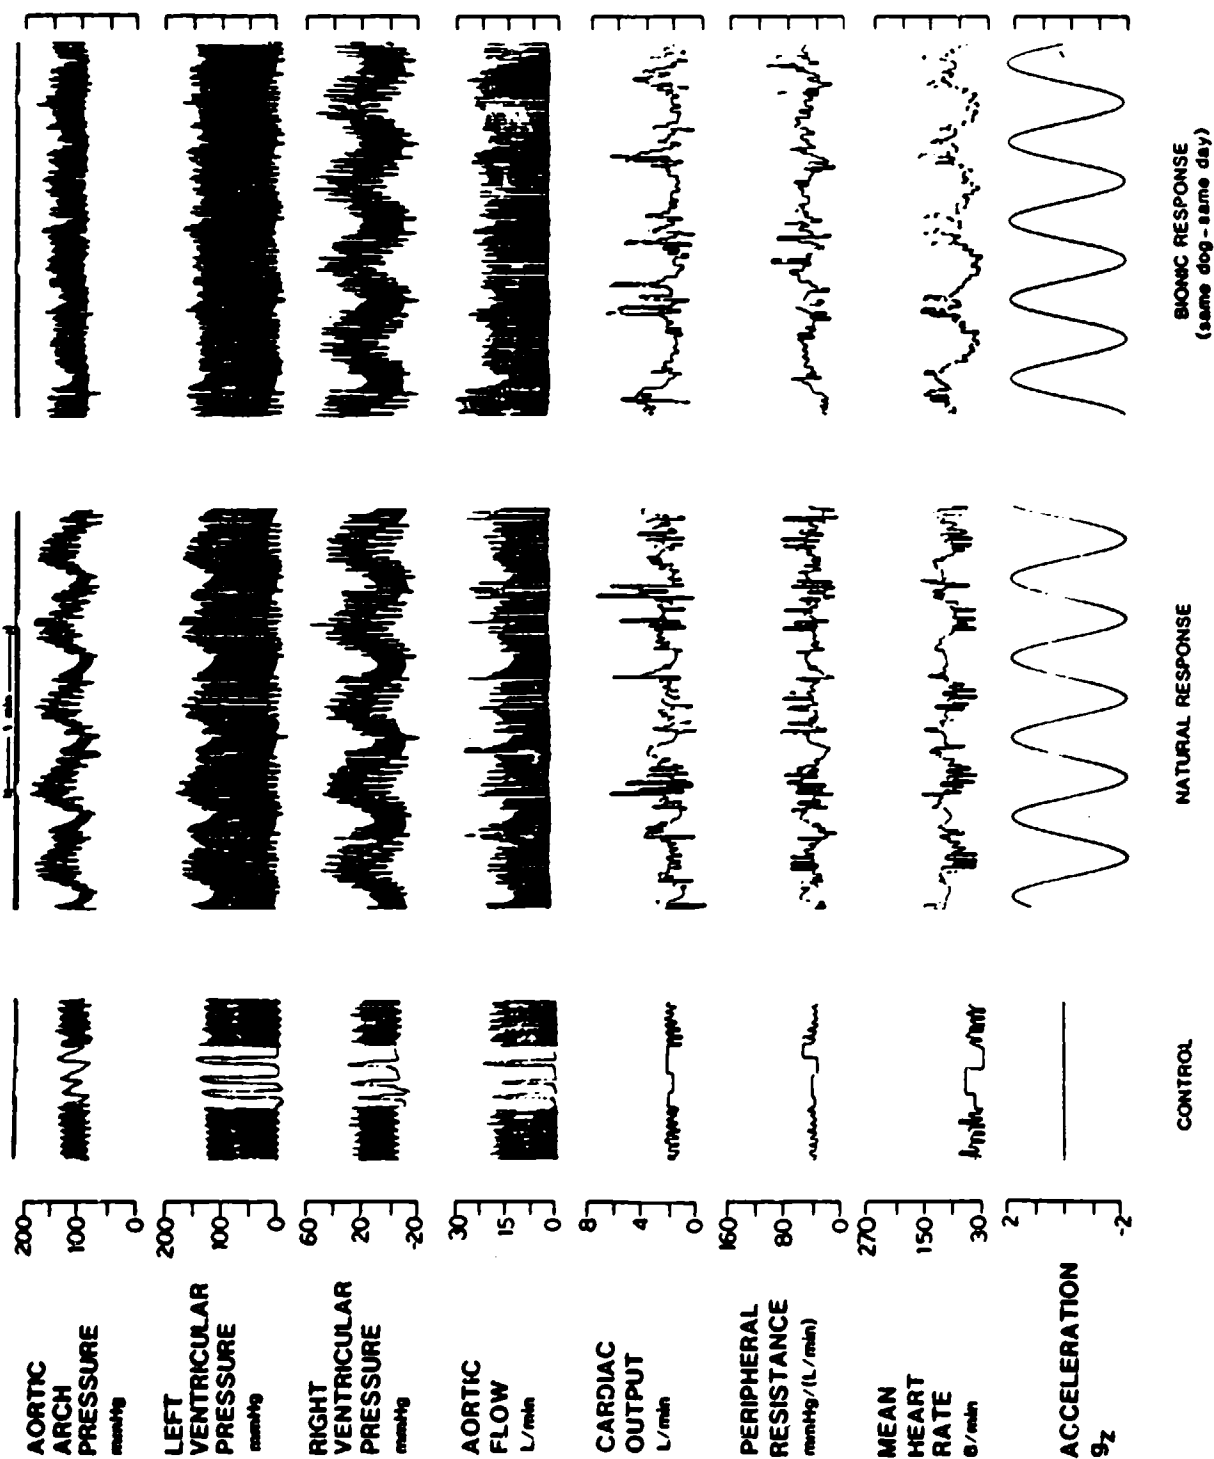 AORTIC
ARCH
PRESSURE
mmHg
200
100
0
LEFT
VENTRICULAR
PRESSURE
mmHg
200
100
0
RIGHT
VENTRICULAR
PRESSURE
mmHg
60
20
-20
AORTIC
FLOW
L/min
30
15
0
CARDIAC
OUTPUT
L/min
8
4
0
PERIPHERAL
RESISTANCE
mmHg/(L/min)
160
80
0
MEAN
HEART
RATE
B/min
270
150
30
ACCELERATION
gZ
2
-2
1 min
CONTROL
NATURAL RESPONSE
BIONIC RESPONSE
(same dog-same day)